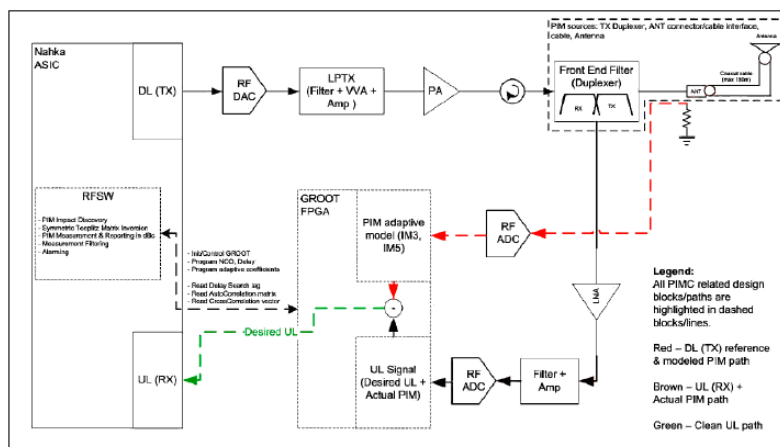 PIM sources: TX Duplexer, ANT connector/cable interface,
cable, Antenna
Antenna
Coaxial cable
ANT
Nahka
ASIC
DL (TX)
RF
DAC
LPTX
(Filter + VVA +
Amp )
PA
Front End Filter
(Duplexer)
RX
TX
RFSW
- PIM Impact Discovery
- Symmetric Toeplitz Matrix Inversion
- PIM Measurement & Reporting in dBc
- Measurement Filtering
- Alarming
- Init/Control GROOT
- Program NCO, Delay
- Program adaptive coefficients
- Read Delay Search lag
- Read AutoCorrelation matrix
- Read CrossCorrelation vector
GROOT
FPGA
PIM adaptive
model (IM3,
IM5)
RF
ADC
-
LNA
Desired UL
UL (RX)
UL Signal
(Desired UL +
Actual PIM)
RF
ADC
Filter +
Amp
Legend:
All PIMC related design
blocks/paths are
highlighted in dashed
blocks/lines.
Red – DL (TX) reference
& modeled PIM path
Brown – UL (RX) +
Actual PIM path
Green – Clean UL path